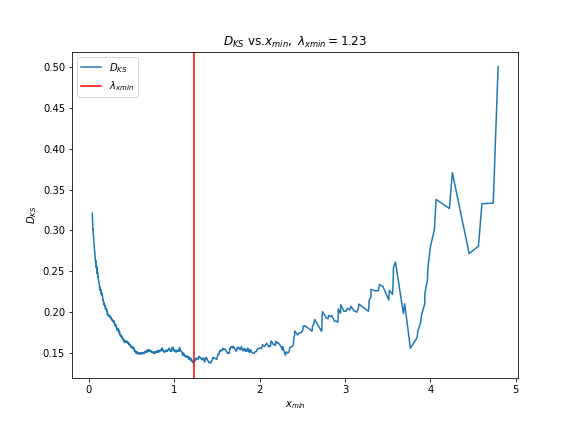 D_KS vs.x_min, λ_xmin = 1.23
D_KS
λ_xmin
0.50
0.45
0.40
0.35
0.30
0.25
0.20
0.15
D_KS
0 1 2 3 4 5
x_min